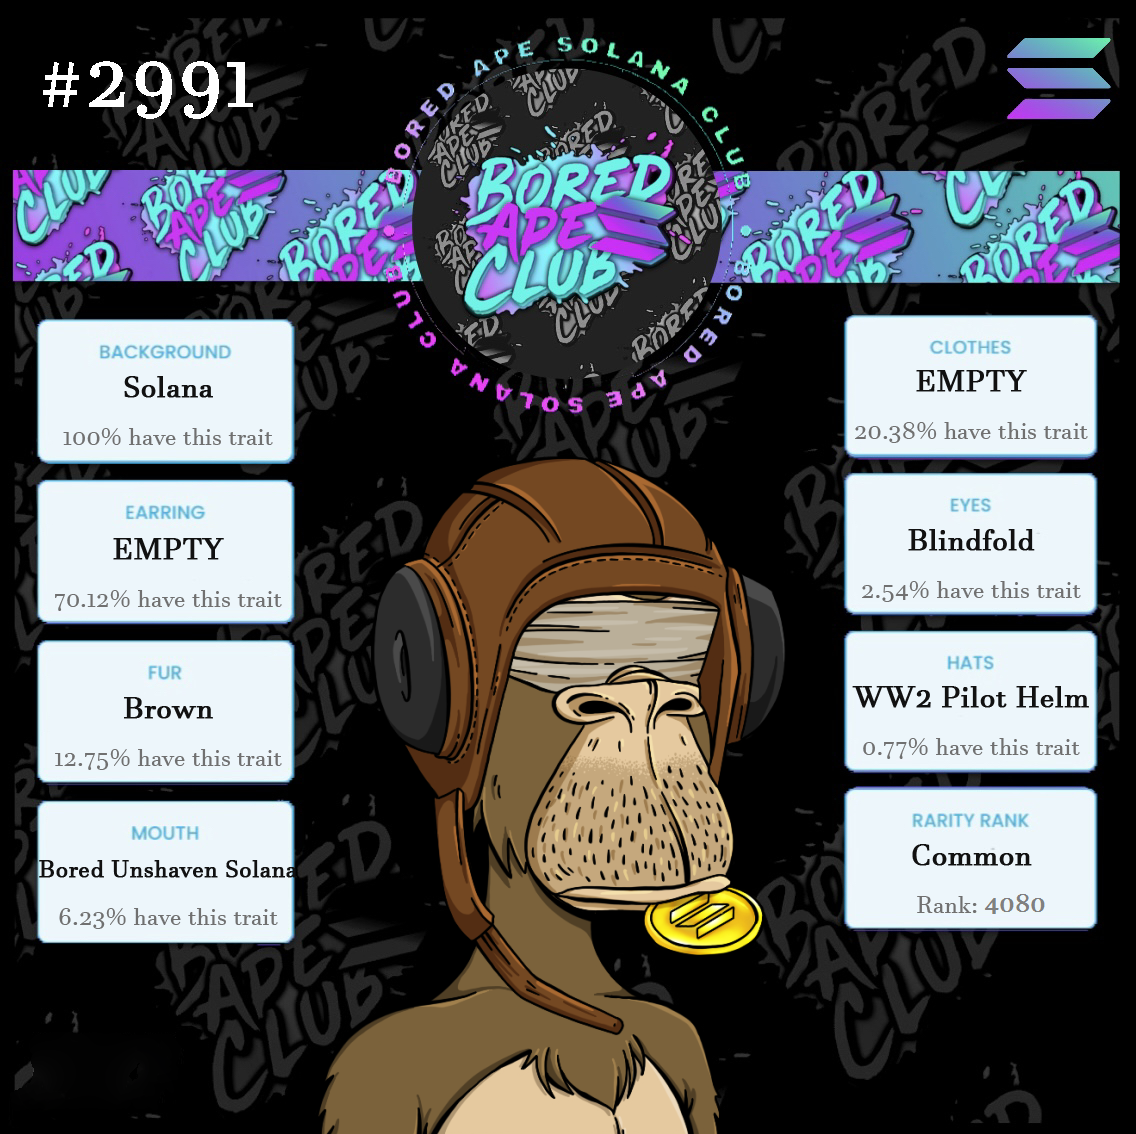 #2991
BORED APE SOLANA CLUB
BORED
APE
CLUB
BORED APE SOLANA CLUB
BACKGROUND
Solana
100% have this trait
EARRING
EMPTY
70.12% have this trait
FUR
Brown
12.75% have this trait
MOUTH
Bored Unshaven Solana
6.23% have this trait
CLOTHES
EMPTY
20.38% have this trait
EYES
Blindfold
2.54% have this trait
HATS
WW2 Pilot Helm
0.77% have this trait
RARITY RANK
Common
Rank: 4080